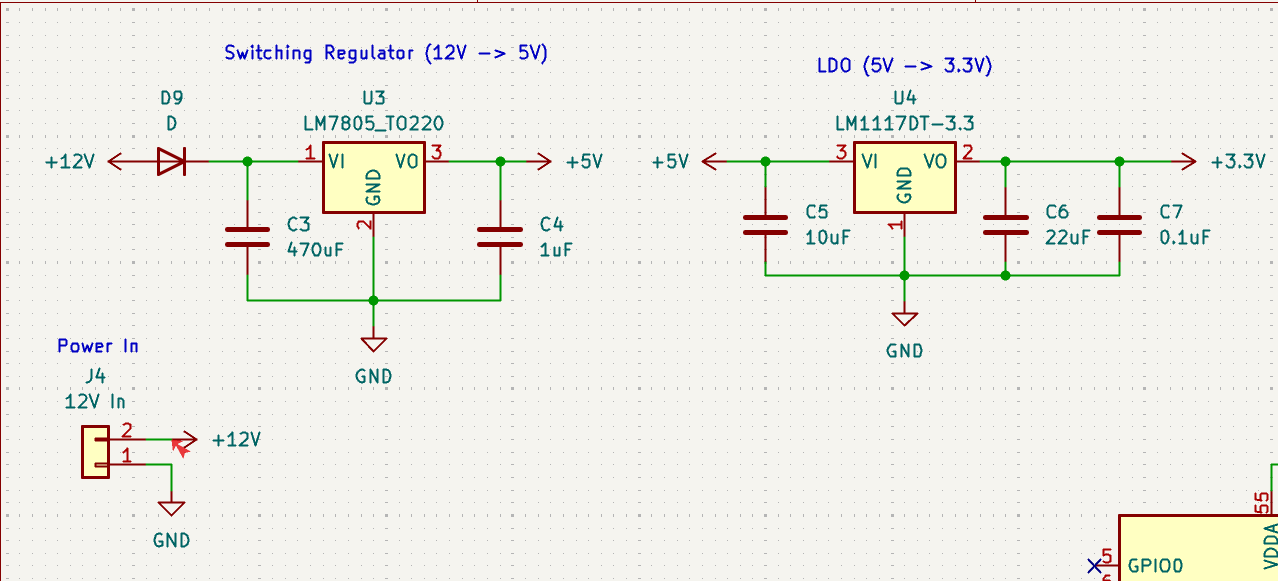 Switching Regulator (12V -> 5V)
D9
D
U3
LM7805_TO220
+12V
1
VI
VO
3
GND
2
+5V
C3
470uF
C4
1uF
GND
LDO (5V -> 3.3V)
U4
LM1117DT-3.3
+5V
3
VI
VO
2
GND
1
+3.3V
C5
10uF
C6
22uF
C7
0.1uF
GND
Power In
J4
12V In
2
+12V
1
GND
55
VDDA
5
GPIO0